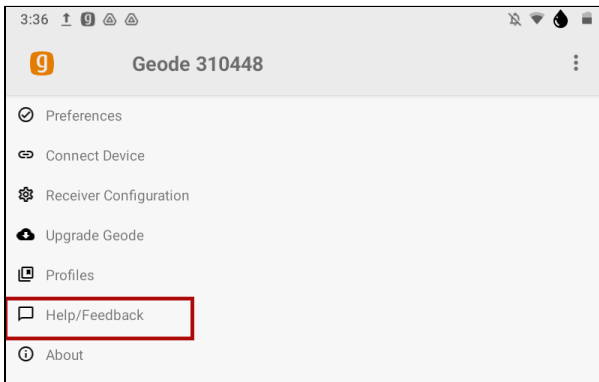 3:36
g
g Geode 310448
Preferences
Connect Device
Receiver Configuration
Upgrade Geode
Profiles
Help/Feedback
About